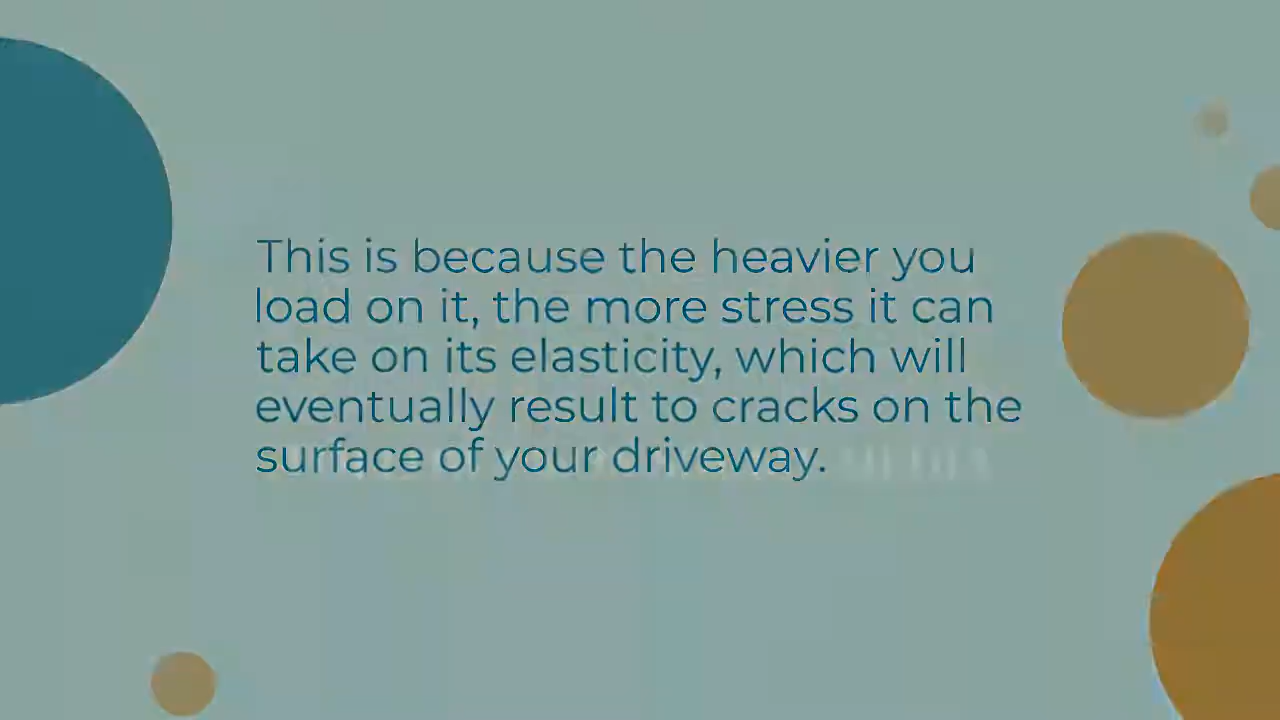 This is because the heavier you
load on it, the more stress it can
take on its elasticity, which will
eventually result to cracks on the
surface of your driveway.